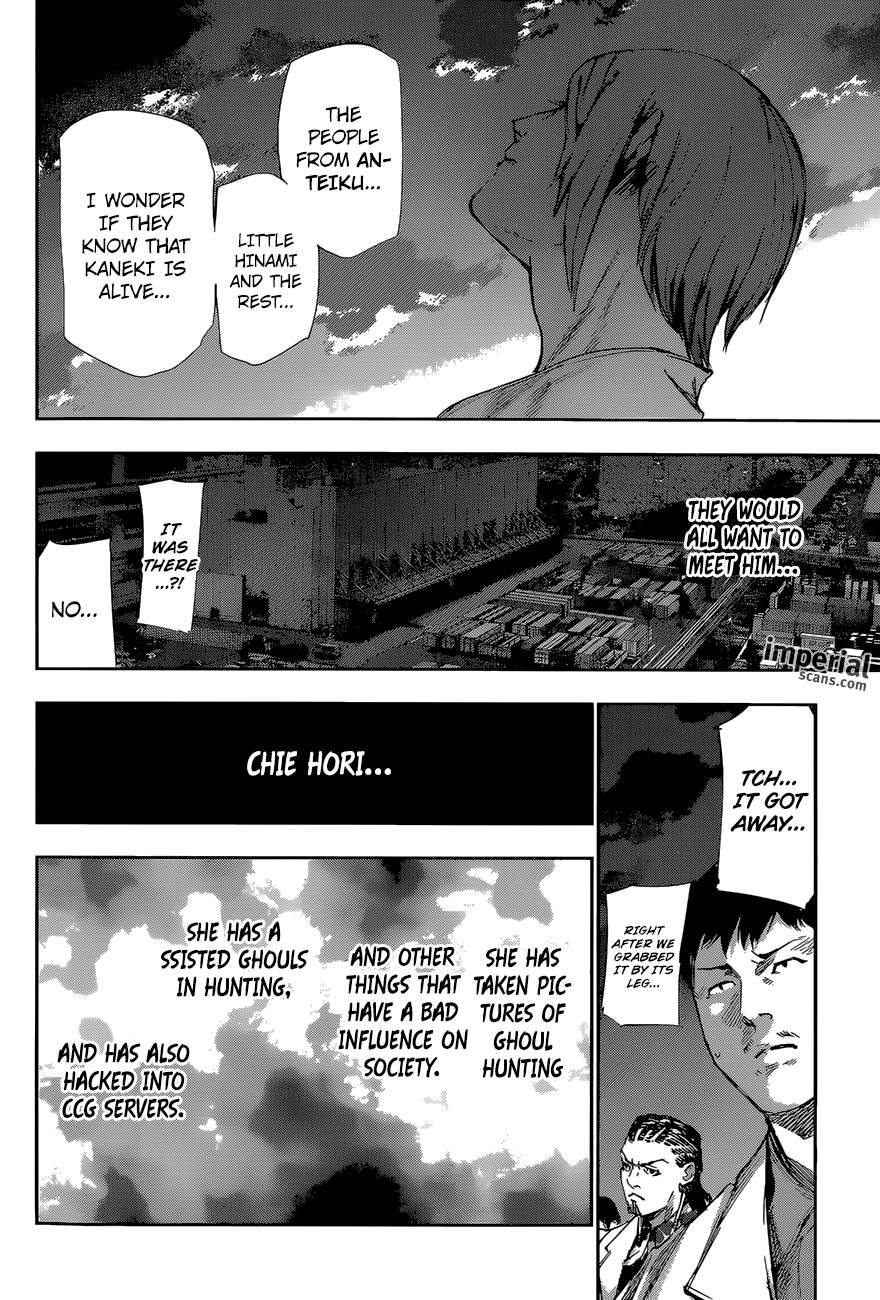 THE
PEOPLE
FROM AN-
TEIKU...
LITTLE
HINAMI
AND THE
REST...
I WONDER
IF THEY
KNOW THAT
KANEKI IS
ALIVE...
THEY WOULD
ALL WANT TO
MEET HIM...
IT
WAS
THERE
...?!
NO...
imperial
scans.com
TCH...
IT GOT
AWAY...
RIGHT
AFTER WE
GRABBED
IT BY ITS
LEG...
CHIE HORI...
SHE HAS
TAKEN PIC-
TURES OF
GHOUL
HUNTING
AND OTHER
THINGS THAT
HAVE A BAD
INFLUENCE ON
SOCIETY.
SHE HAS A
SSISTED GHOULS
IN HUNTING,
AND HAS ALSO
HACKED INTO
CCG SERVERS.